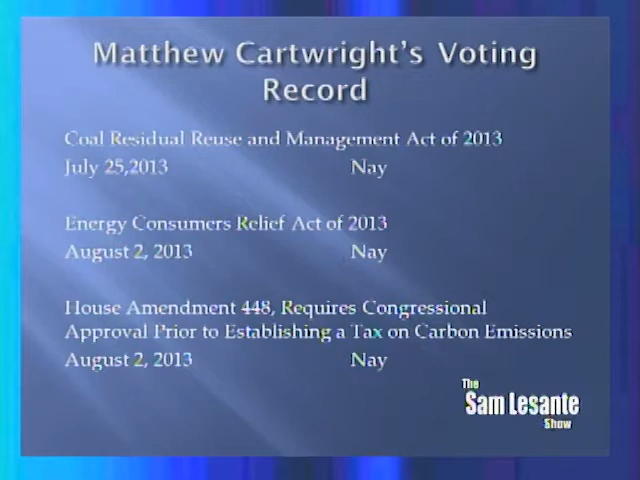 Matthew Cartwright's Voting
Record
Coal Residual Reuse and Management Act of 2013
July 25,2013 Nay
Energy Consumers Relief Act of 2013
August 2, 2013 Nay
House Amendment 448, Requires Congressional
Approval Prior to Establishing a Tax on Carbon Emissions
August 2, 2013 Nay
The
Sam Lesante
Show